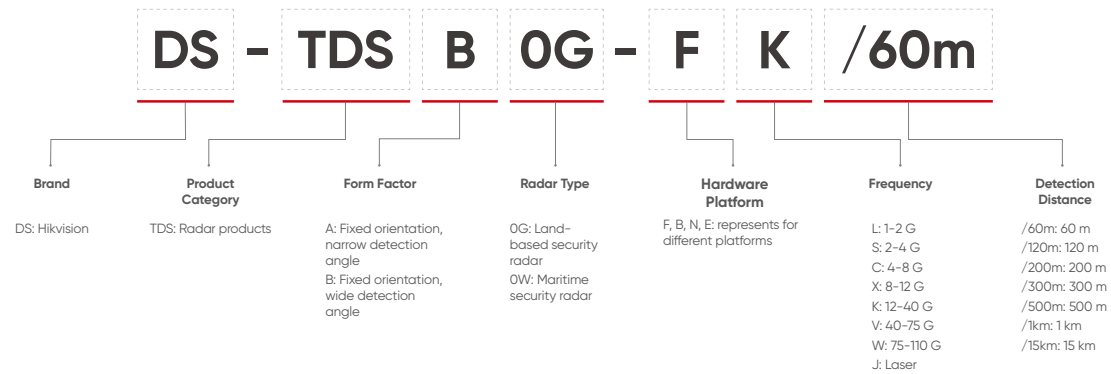 DS - TDS B 0G - F K /60m
Brand
DS: Hikvision
Product
Category
TDS: Radar products
Form Factor
A: Fixed orientation,
narrow detection
angle
B: Fixed orientation,
wide detection
angle
Radar Type
0G: Land-
based security
radar
0W: Maritime
security radar
Hardware
Platform
F, B, N, E: represents for
different platforms
Frequency
L: 1-2 G
S: 2-4 G
C: 4-8 G
X: 8-12 G
K: 12-40 G
V: 40-75 G
W: 75-110 G
J: Laser
Detection
Distance
/60m: 60 m
/120m: 120 m
/200m: 200 m
/300m: 300 m
/500m: 500 m
/1km: 1 km
/15km: 15 km